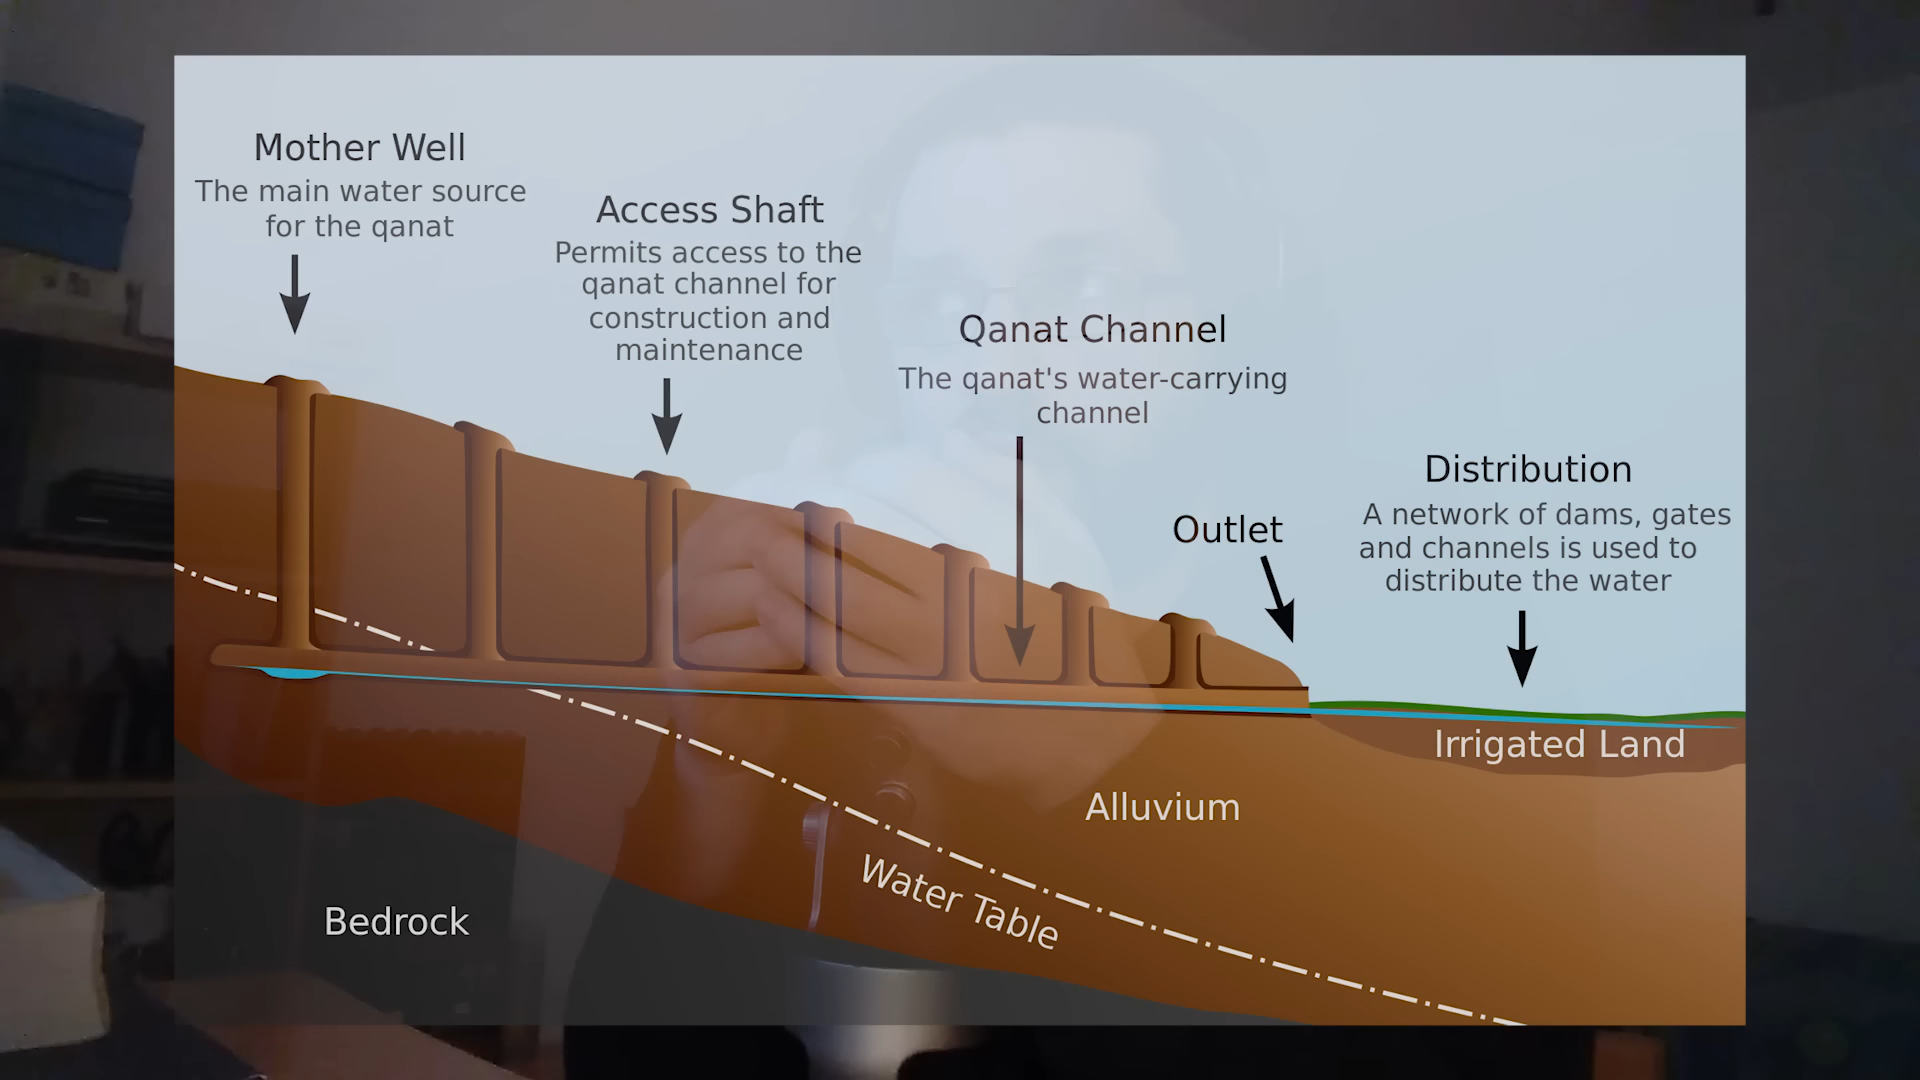 Mother Well
The main water source
for the qanat
Access Shaft
Permits access to the
qanat channel for
construction and
maintenance
Qanat Channel
The qanat's water-carrying
channel
Outlet
Distribution
A network of dams, gates
and channels is used to
distribute the water
Irrigated Land
Alluvium
Water Table
Bedrock